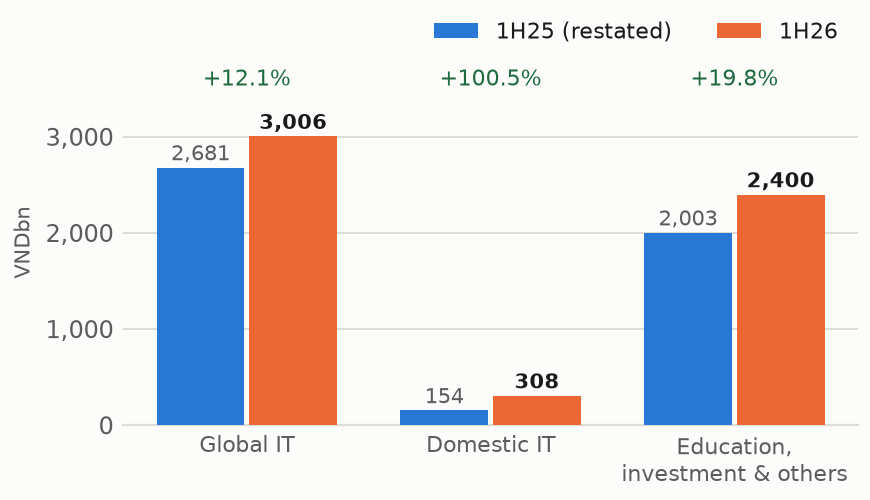 1H25 (restated) 1H26
+12.1% +100.5% +19.8%
3,006
3,000
2,681
2,400
2,003
2,000
VNDbn
1,000
308
154
0
Global IT Domestic IT Education,
investment & others